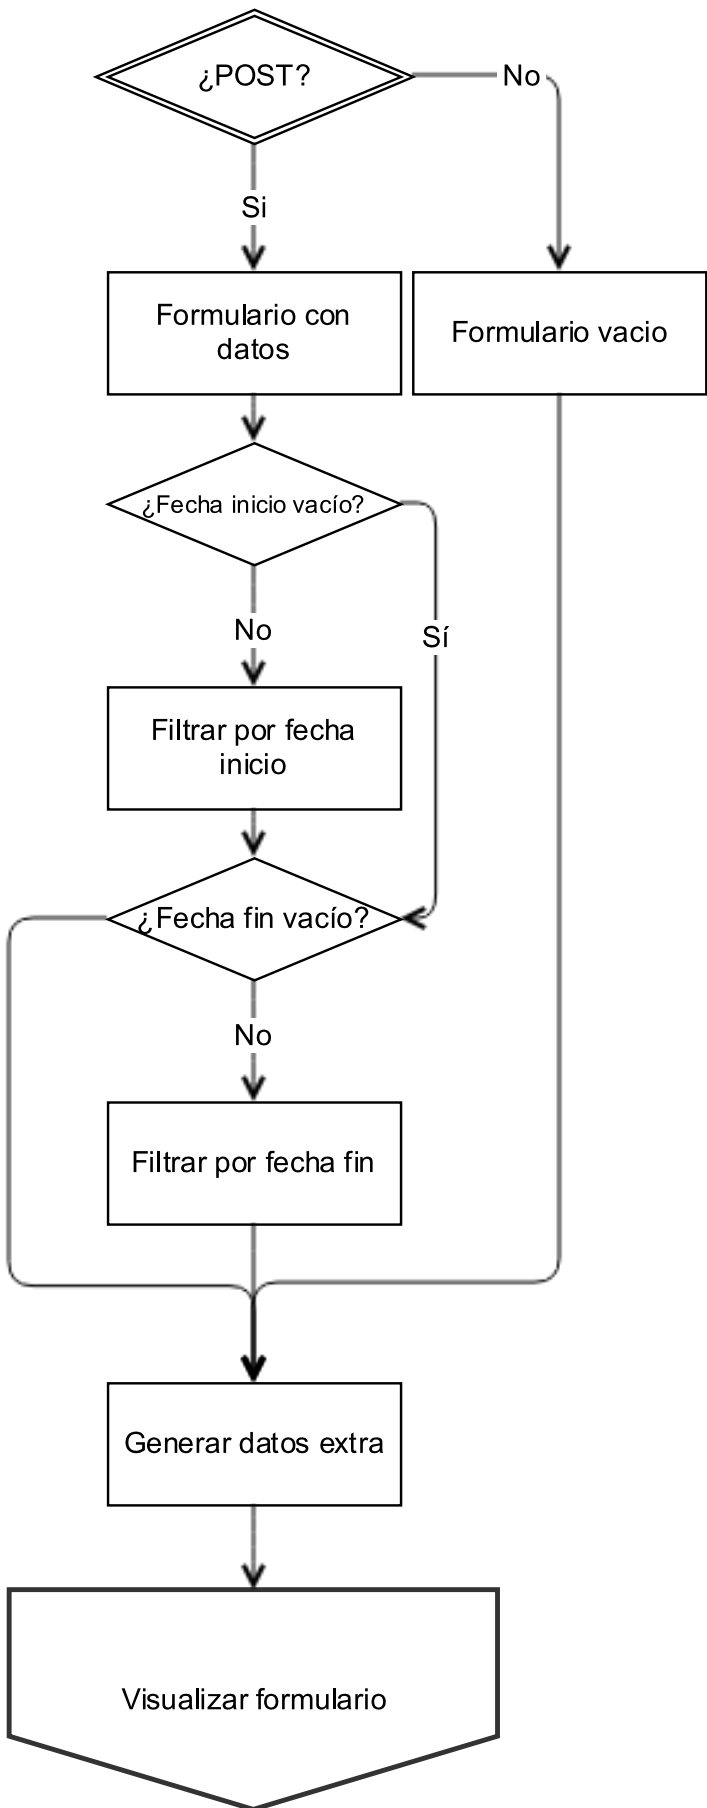 ¿POST?
No
Si
Formulario con
datos
Formulario vacio
¿Fecha inicio vacío?
No
Sí
Filtrar por fecha
inicio
¿Fecha fin vacío?
No
Filtrar por fecha fin
Generar datos extra
Visualizar formulario